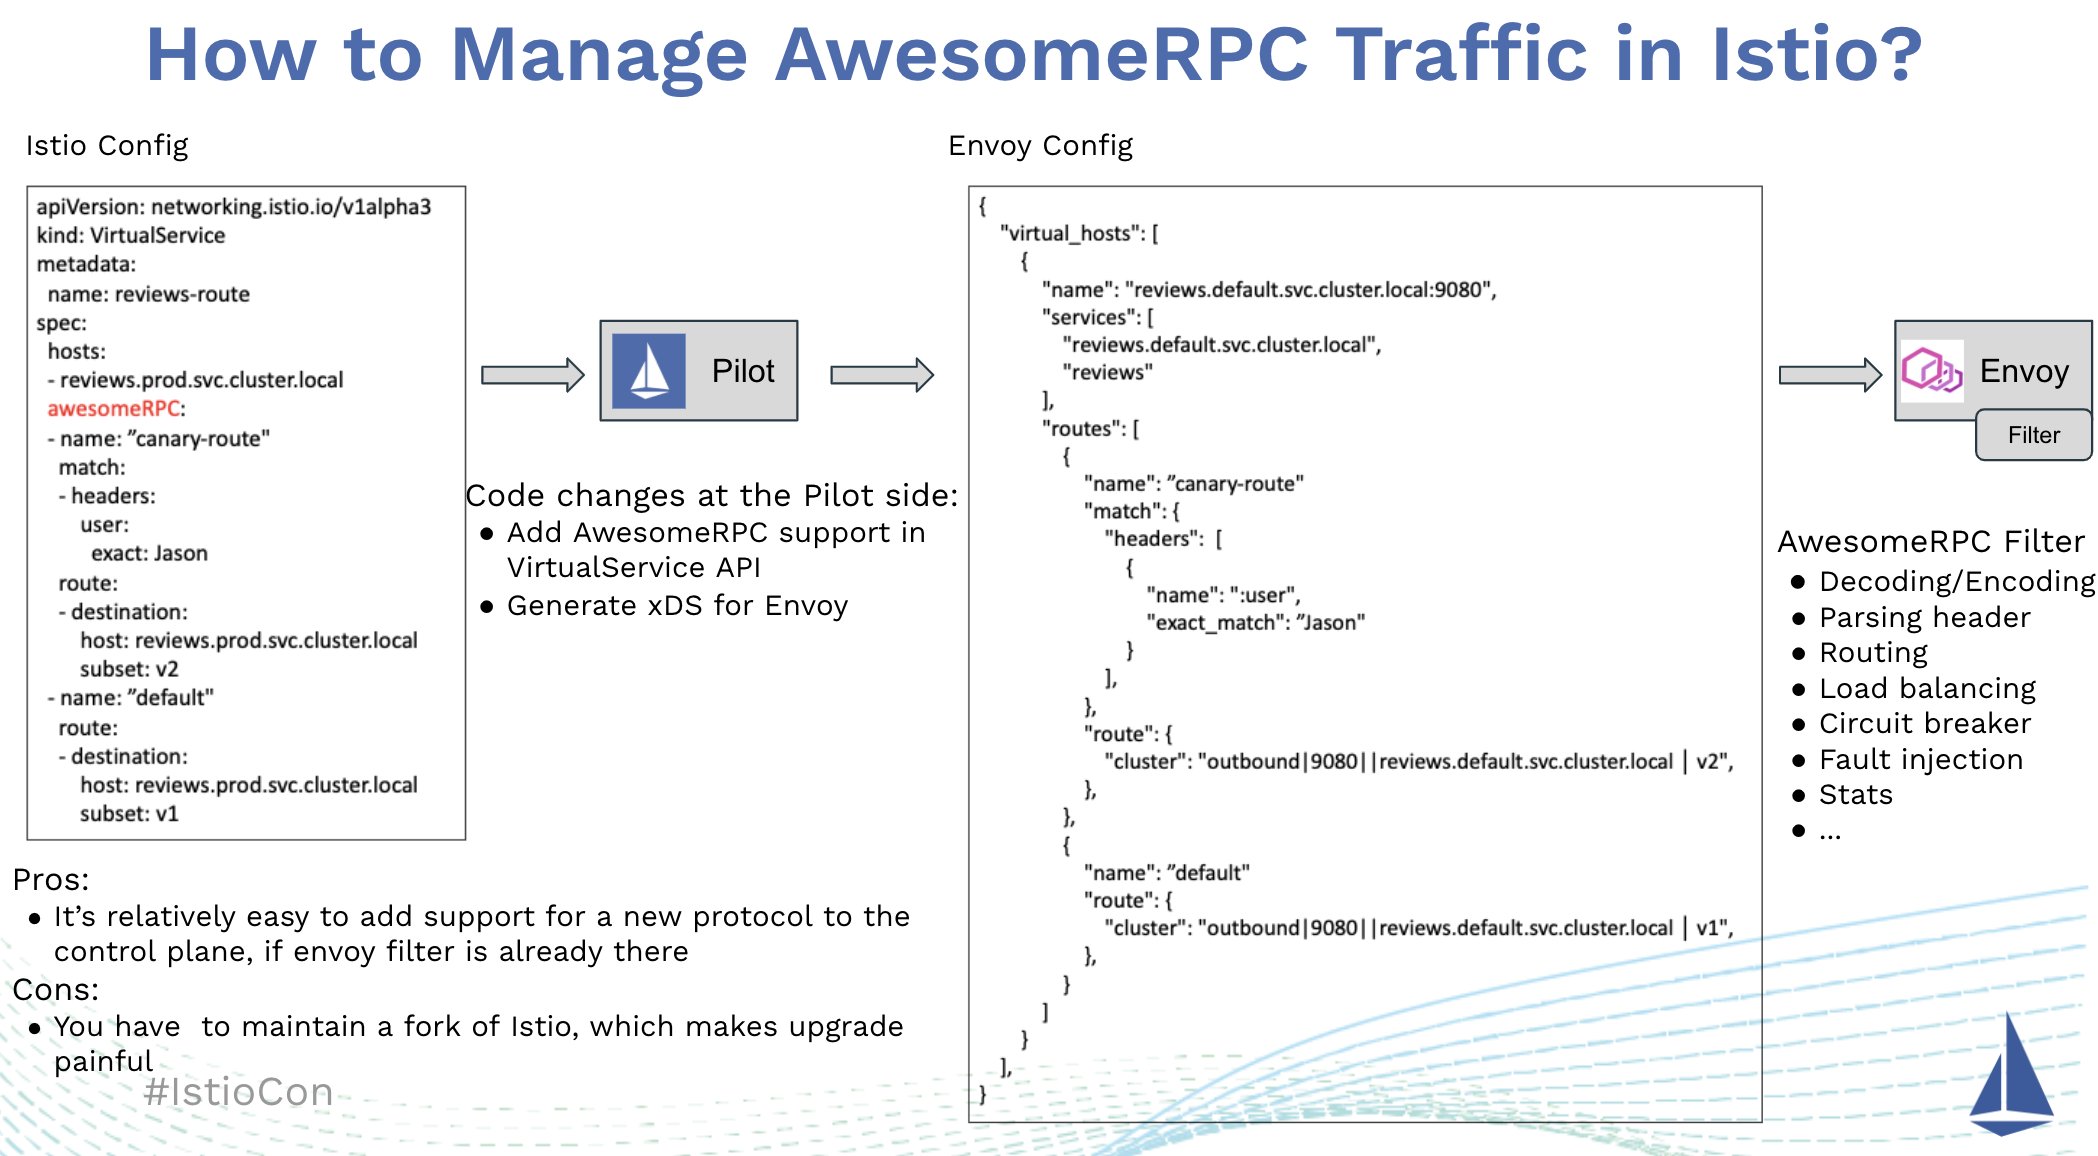 How to Manage AwesomeRPC Traffic in Istio?
Istio Config
apiVersion: networking.istio.io/v1alpha3
kind: VirtualService
metadata:
name: reviews-route
spec:
hosts:
- reviews.prod.svc.cluster.local
awesomeRPC:
- name: ”canary-route"
match:
- headers:
user:
exact: Jason
route:
- destination:
host: reviews.prod.svc.cluster.local
subset: v2
- name: ”default"
route:
- destination:
host: reviews.prod.svc.cluster.local
subset: v1
Pilot
Code changes at the Pilot side:
● Add AwesomeRPC support in
VirtualService API
● Generate xDS for Envoy
Envoy Config
{
"virtual_hosts": [
{
"name": "reviews.default.svc.cluster.local:9080",
"services": [
"reviews.default.svc.cluster.local",
"reviews"
],
"routes": [
{
"name": ”canary-route"
"match": {
"headers": [
{
"name": ":user",
"exact_match": ”Jason"
}
],
},
"route": {
"cluster": "outbound|9080||reviews.default.svc.cluster.local | v2",
},
},
{
"name": ”default"
"route": {
"cluster": "outbound|9080||reviews.default.svc.cluster.local | v1",
},
}
]
}
],
}
Envoy
Filter
AwesomeRPC Filter
● Decoding/Encoding
● Parsing header
● Routing
● Load balancing
● Circuit breaker
● Fault injection
● Stats
● ...
Pros:
● It’s relatively easy to add support for a new protocol to the
control plane, if envoy filter is already there
Cons:
● You have  to maintain a fork of Istio, which makes upgrade
painful
#IstioCon